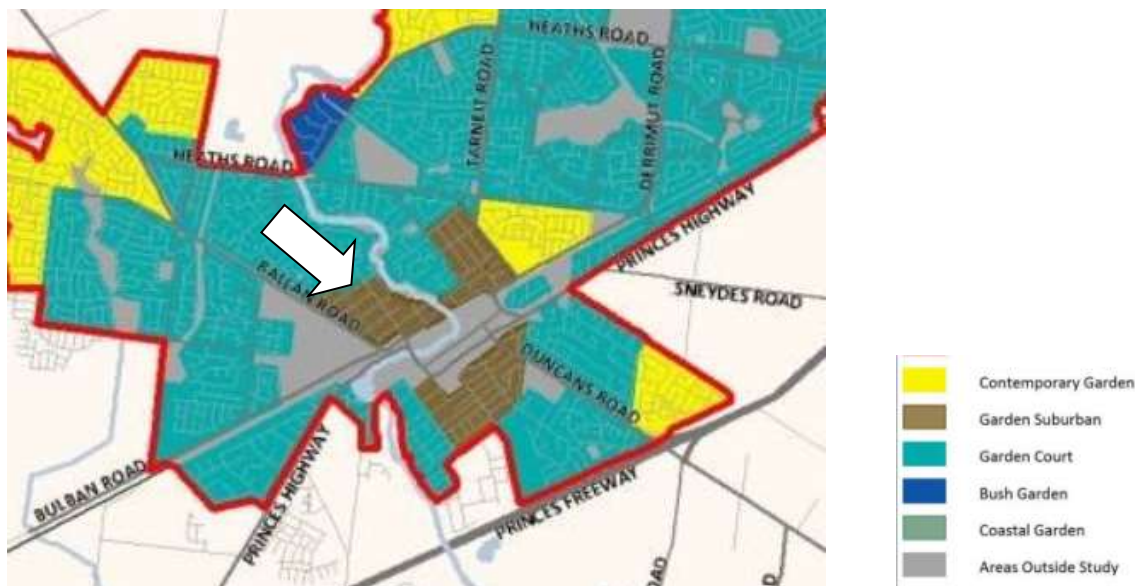 HEATHS ROAD
TARNEIT ROAD
DERRIMUT ROAD
HEATHS ROAD
PRINCES HIGHWAY
BALLAN ROAD
SNEYDES ROAD
DUNCANS ROAD
BULBAN ROAD
PRINCES HIGHWAY
PRINCES FREEWAY
ROAD
D
Contemporary Garden
Garden Suburban
Garden Court
Bush Garden
Coastal Garden
Areas Outside Study